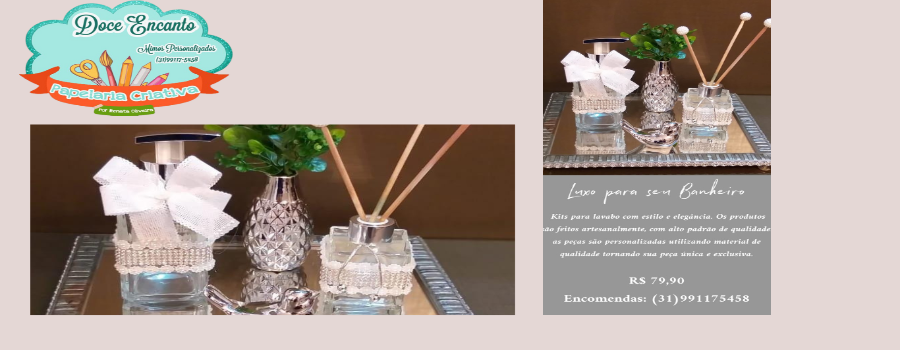 Doce Encanto
Mimos Personalizados
(31)99117-5458
Papelaria Criativa
Por Renata Oliveira
Luxo para seu Banheiro
Kits para lavabo com estilo e elegância. Os produtos
são feitos artesanalmente, com alto padrão de qualidade
as peças são personalizadas utilizando material de
qualidade tornando sua peça única e exclusiva.
R$ 79,90
Encomendas: (31)991175458